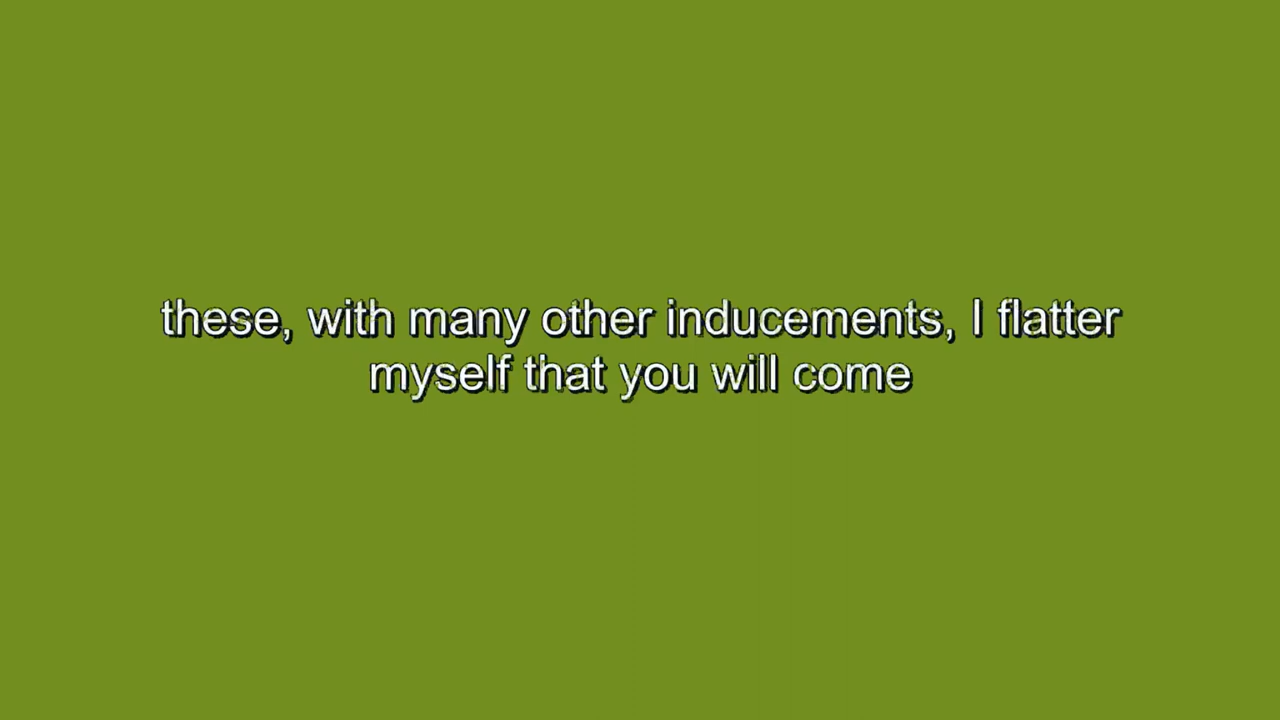 these, with many other inducements, I flatter
myself that you will come